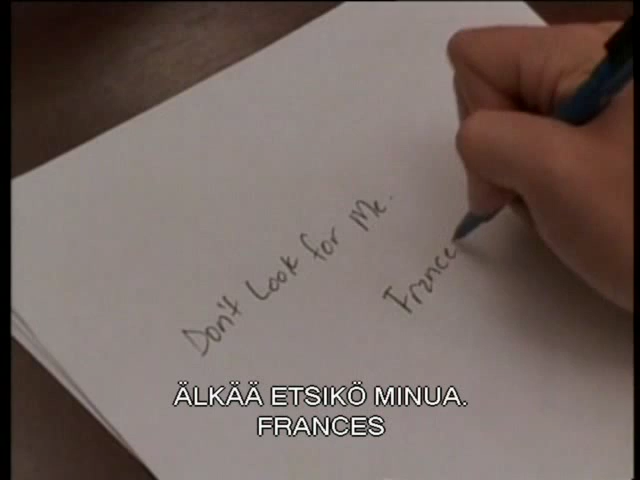 Don't Look for Me.
France
ÄLKÄÄ ETSIKÖ MINUA.
FRANCES